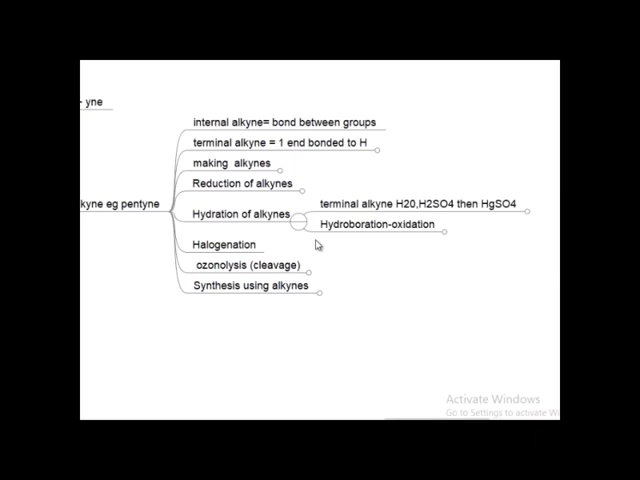 - yne
internal alkyne= bond between groups
terminal alkyne = 1 end bonded to H
making alkynes
Reduction of alkynes
kyne eg pentyne
Hydration of alkynes
terminal alkyne H20,H2SO4 then HgSO4
Hydroboration-oxidation
Halogenation
ozonolysis (cleavage)
Synthesis using alkynes
Activate Windows
Go to Settings to activate Wi